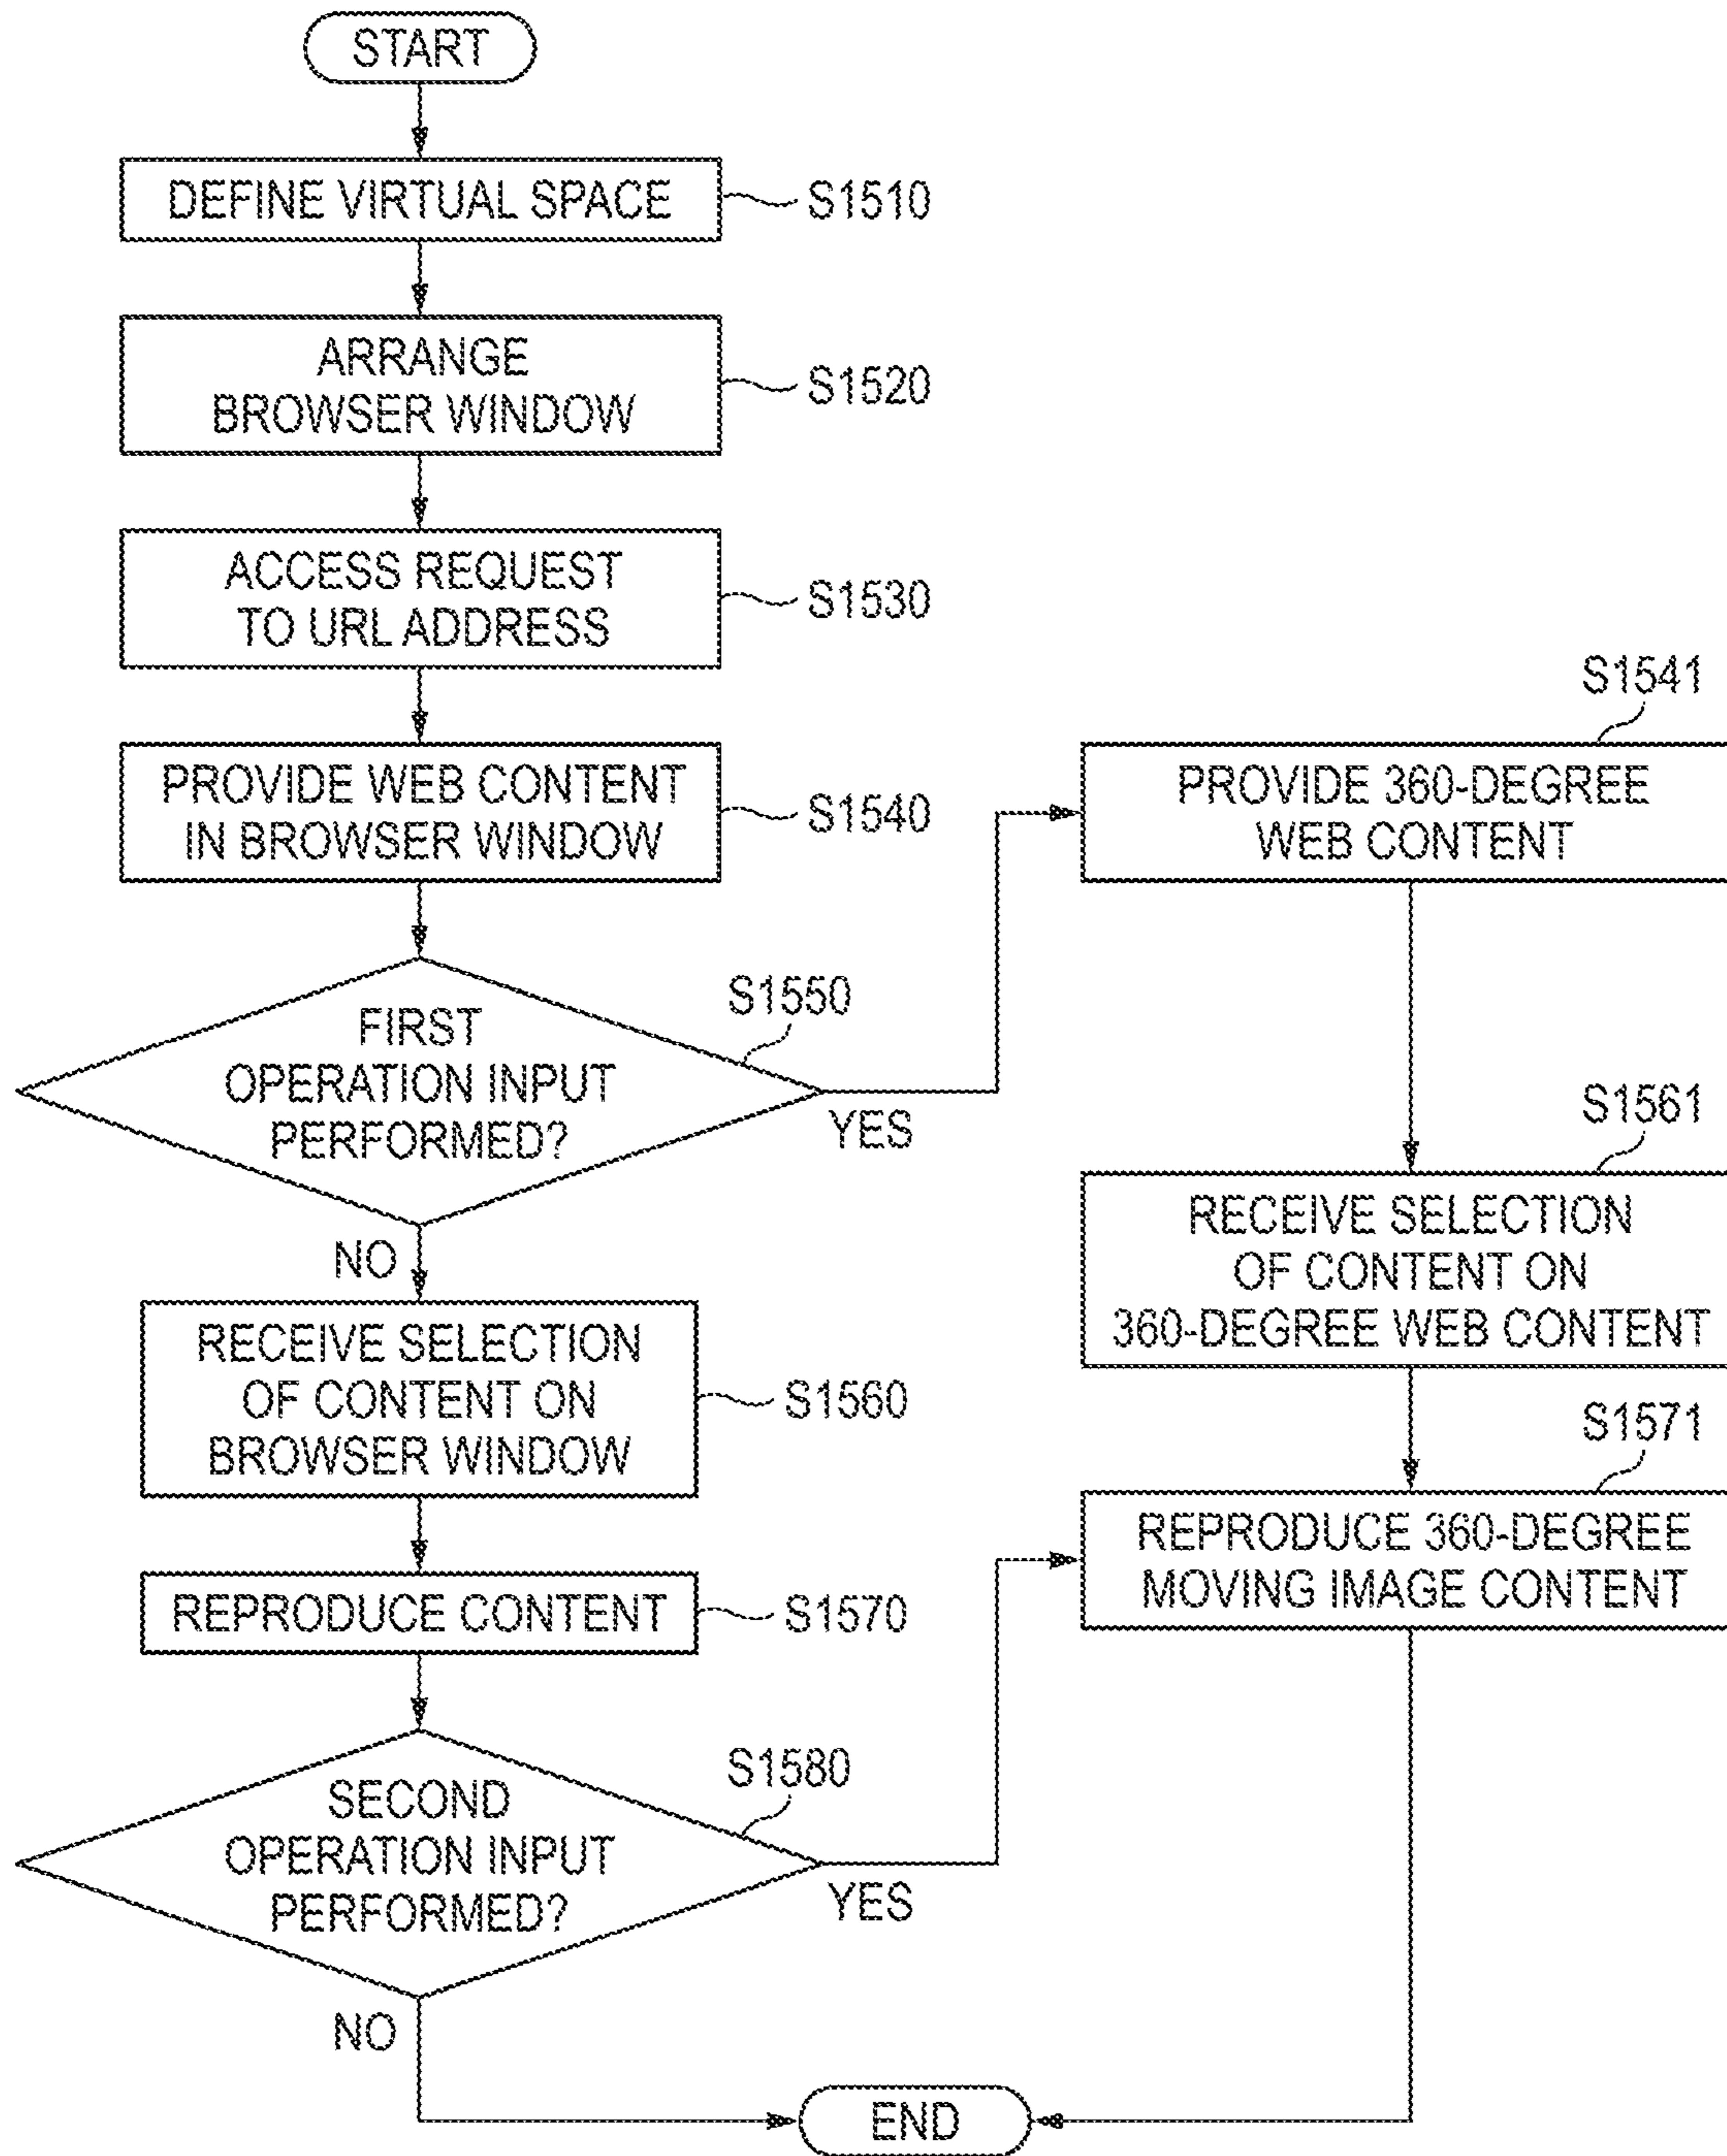 START
DEFINE VIRTUAL SPACE
S1510
ARRANGE
BROWSER WINDOW
S1520
ACCESS REQUEST
TO URL ADDRESS
S1530
PROVIDE WEB CONTENT
IN BROWSER WINDOW
S1540
S1541
PROVIDE 360-DEGREE
WEB CONTENT
S1550
FIRST
OPERATION INPUT
PERFORMED?
YES
NO
S1561
RECEIVE SELECTION
OF CONTENT ON
360-DEGREE WEB CONTENT
RECEIVE SELECTION
OF CONTENT ON
BROWSER WINDOW
S1560
S1571
REPRODUCE 360-DEGREE
MOVING IMAGE CONTENT
REPRODUCE CONTENT
S1570
S1580
SECOND
OPERATION INPUT
PERFORMED?
YES
NO
END